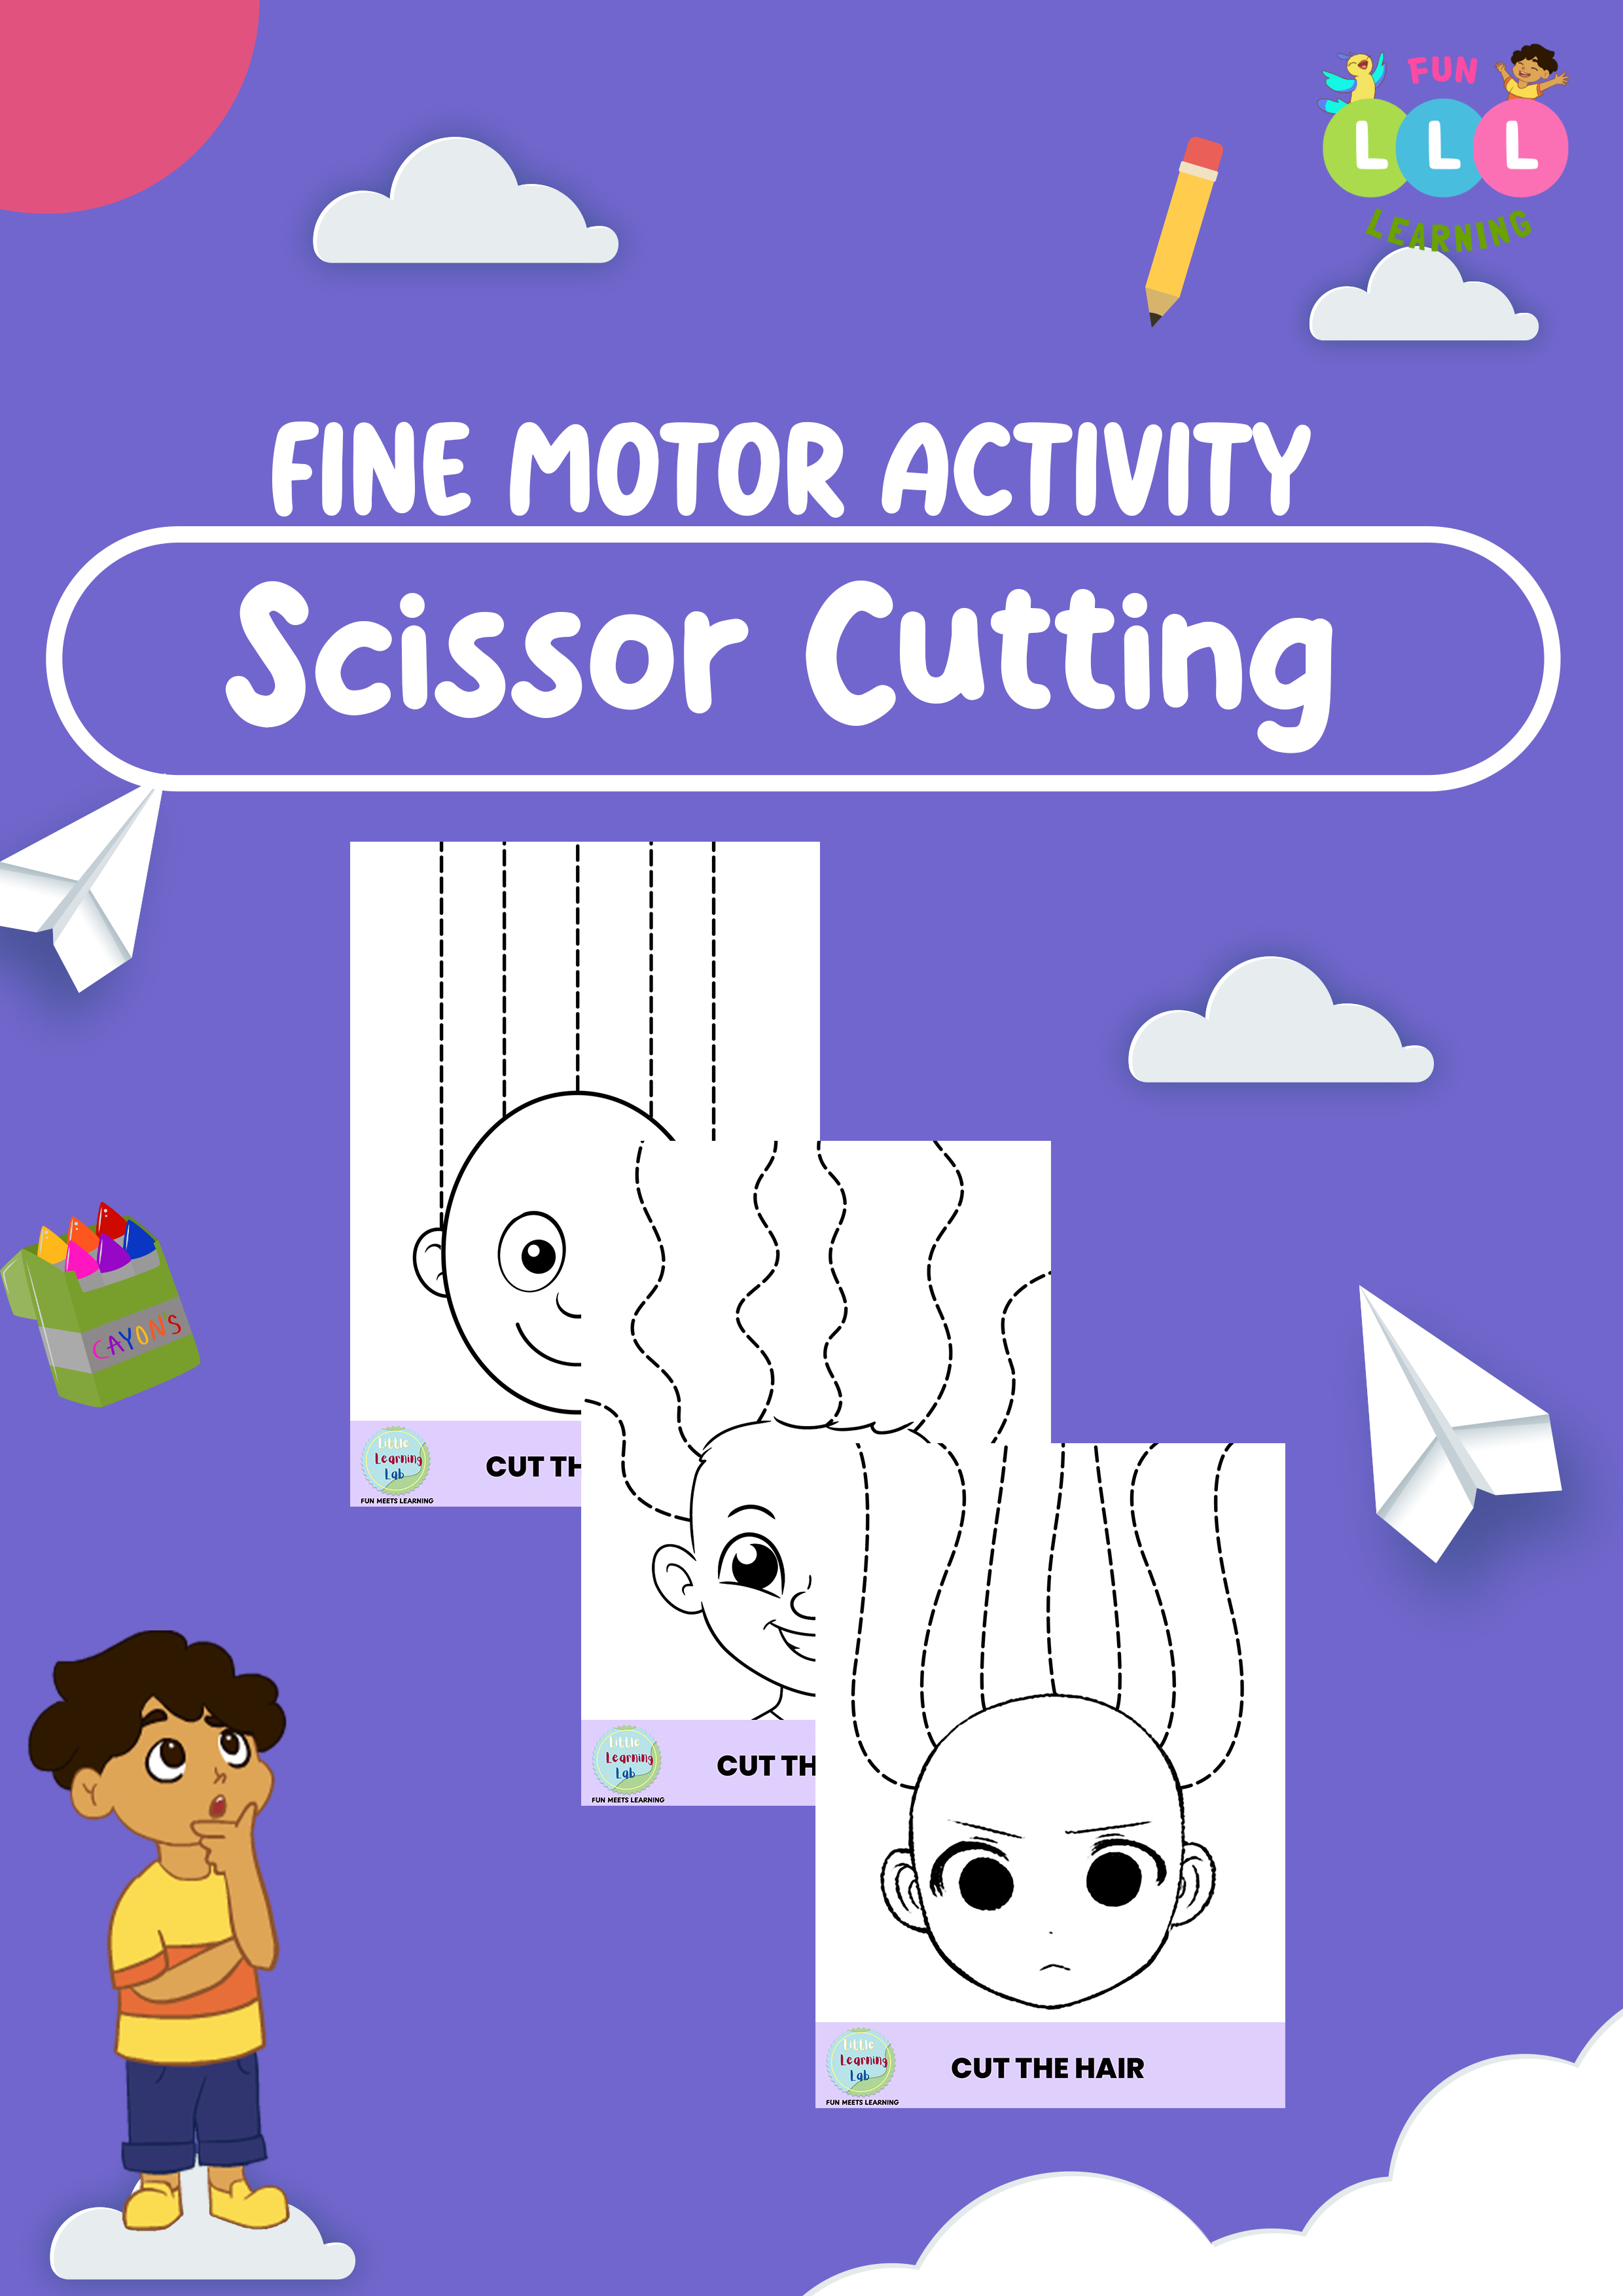 FUN
L L L
LEARNING
FINE MOTOR ACTIVITY
Scissor Cutting
CAYON'S
Little
Learning
Lab
FUN MEETS LEARNING
CUT TH
Little
Learning
Lab
FUN MEETS LEARNING
CUT TH
Little
Learning
Lab
FUN MEETS LEARNING
CUT THE HAIR